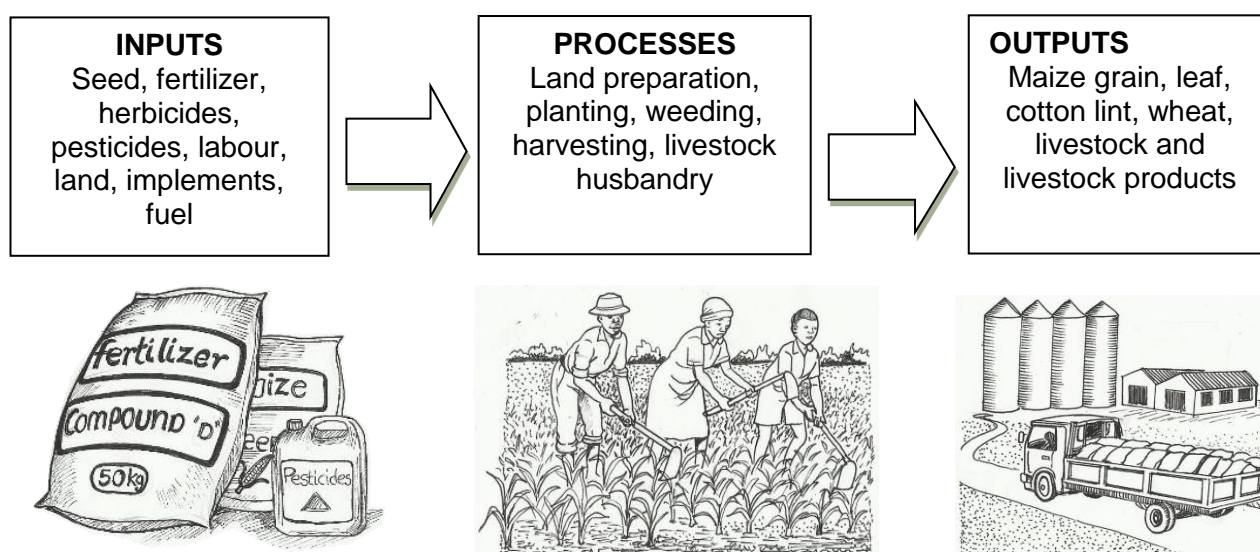 INPUTS
Seed, fertilizer,
herbicides,
pesticides, labour,
land, implements,
fuel
PROCESSES
Land preparation,
planting, weeding,
harvesting, livestock
husbandry
OUTPUTS
Maize grain, leaf,
cotton lint, wheat,
livestock and
livestock products
fertilizer
COMPOUND 'D'
50kg
Pesticides